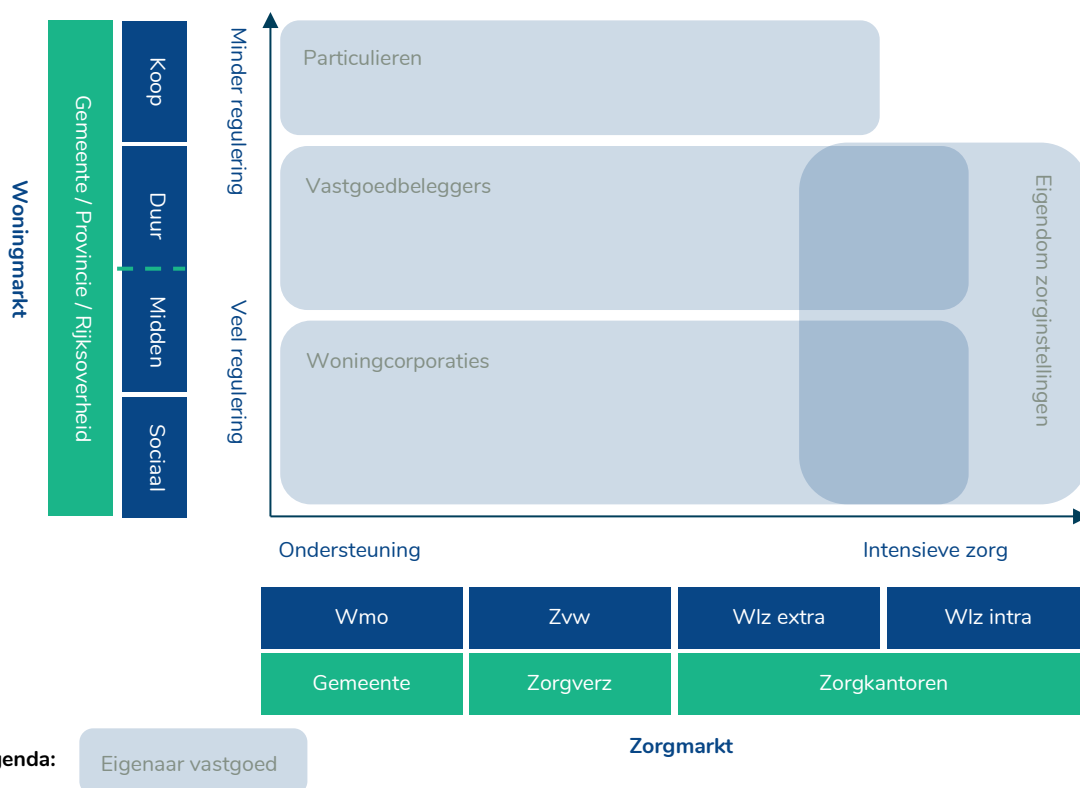 Woningmarkt
Gemeente / Provincie / Rijksoverheid
Koop
Duur
Midden
Sociaal
Minder regulering
Veel regulering
Particulieren
Vastgoedbeleggers
Woningcorporaties
Eigendom zorginstellingen
Ondersteuning
Intensieve zorg
Wmo
Zvw
Wlz extra
Wlz intra
Gemeente
Zorgverz
Zorgkantoren
Zorgmarkt
genda:
Eigenaar vastgoed